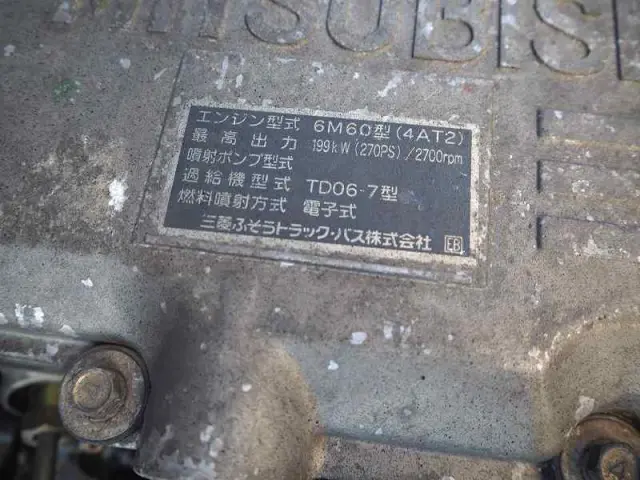 MITSUBISHI
エンジン型式 6M60型(4AT2)
最高出力 199kW(270PS)/2700rpm
噴射ポンプ型式
過給機型式 TD06-7型
燃料噴射方式 電子式
三菱ふそうトラック・バス株式会社 EB